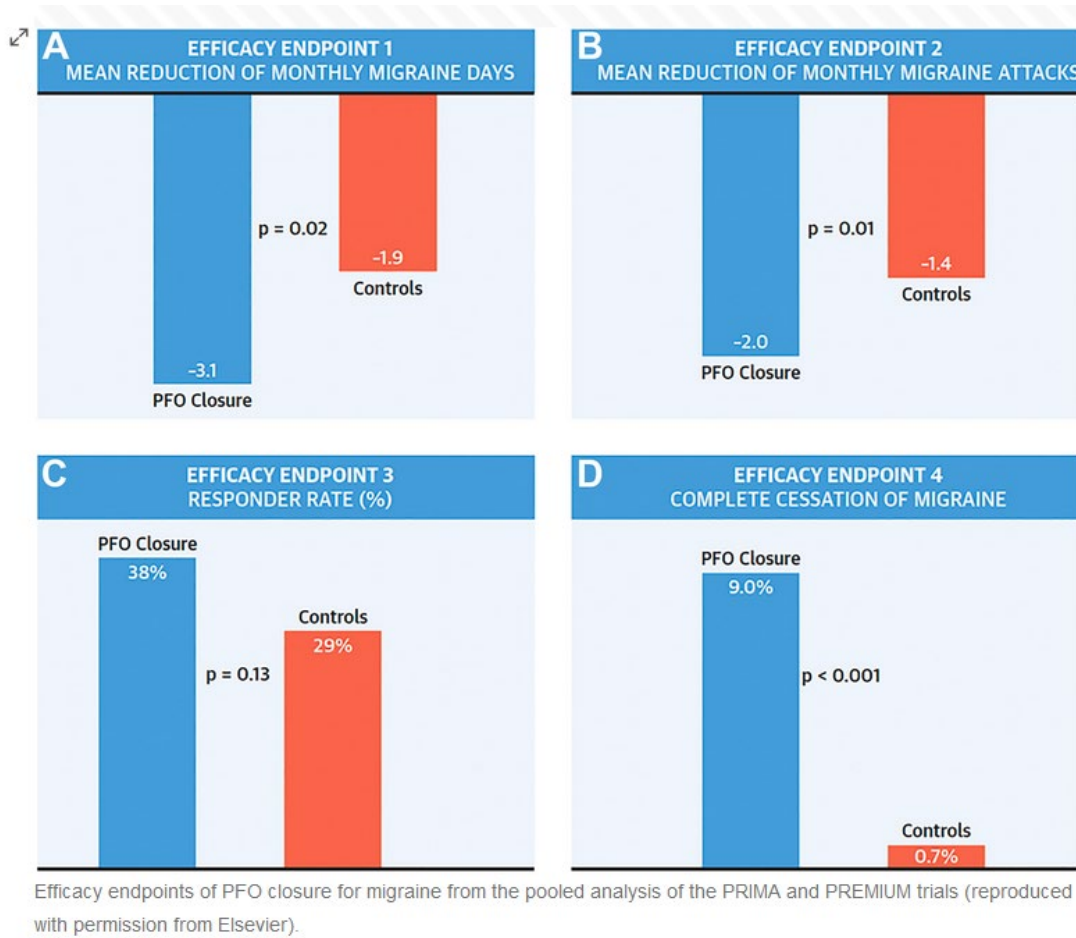 A
EFFICACY ENDPOINT 1
MEAN REDUCTION OF MONTHLY MIGRAINE DAYS
p = 0.02
-1.9
Controls
-3.1
PFO Closure
B
EFFICACY ENDPOINT 2
MEAN REDUCTION OF MONTHLY MIGRAINE ATTACKS
p = 0.01
-1.4
Controls
-2.0
PFO Closure
C
EFFICACY ENDPOINT 3
RESPONDER RATE (%)
PFO Closure
38%
Controls
29%
p = 0.13
D
EFFICACY ENDPOINT 4
COMPLETE CESSATION OF MIGRAINE
PFO Closure
9.0%
p < 0.001
Controls
0.7%
Efficacy endpoints of PFO closure for migraine from the pooled analysis of the PRIMA and PREMIUM trials (reproduced
with permission from Elsevier).